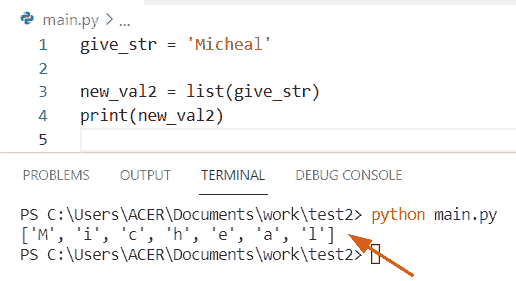 main.py > ...
1 give_str = 'Micheal'
2
3 new_val2 = list(give_str)
4 print(new_val2)
5
PROBLEMS OUTPUT TERMINAL DEBUG CONSOLE
PS C:\Users\ACER\Documents\work\test2> python main.py
['M', 'i', 'c', 'h', 'e', 'a', 'l']
PS C:\Users\ACER\Documents\work\test2>